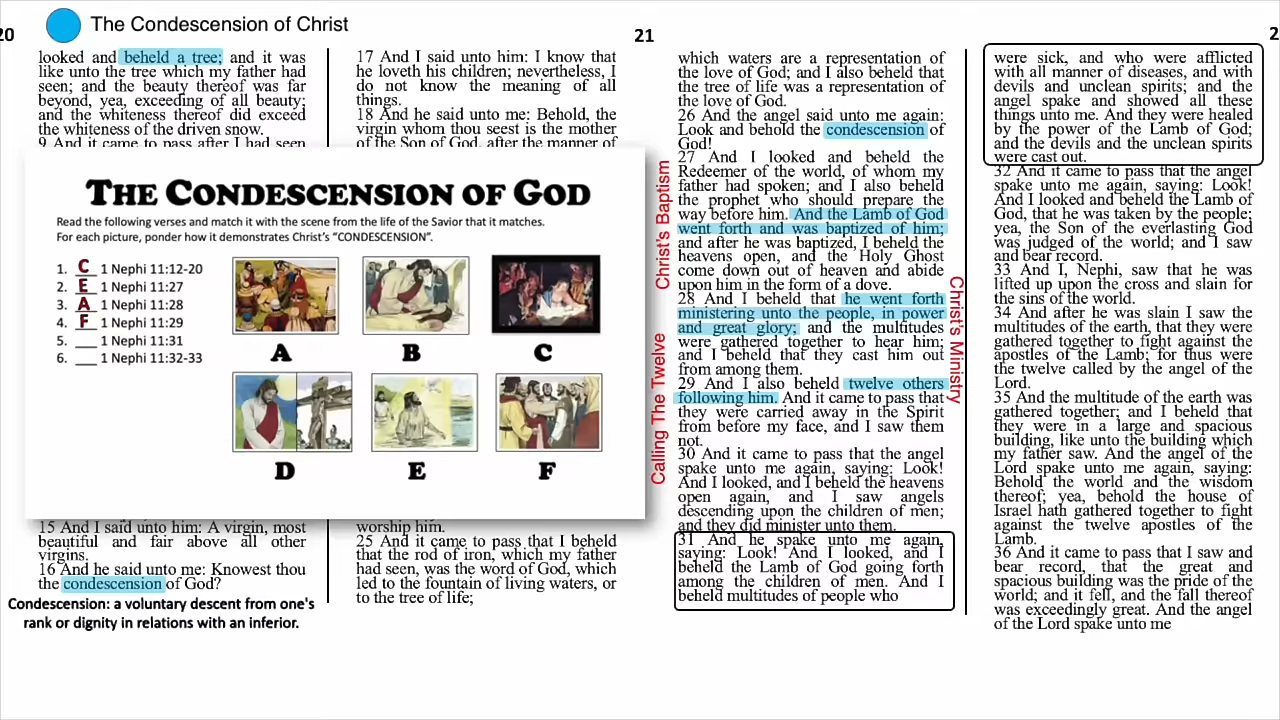 20
The Condescension of Christ
21
2
looked and beheld a tree; and it was
like unto the tree which my father had
seen; and the beauty thereof was far
beyond, yea, exceeding of all beauty;
and the whiteness thereof did exceed
the whiteness of the driven snow.
9 And it came to pass after I had seen
17 And I said unto him: I know that
he loveth his children; nevertheless, I
do not know the meaning of all
things.
18 And he said unto me: Behold, the
virgin whom thou seest is the mother
of the Son of God, after the manner of
THE CONDESCENSION OF GOD
Read the following verses and match it with the scene from the life of the Savior that it matches.
For each picture, ponder how it demonstrates Christ's "CONDESCENSION".
1. C 1 Nephi 11:12-20
2. E 1 Nephi 11:27
3. A 1 Nephi 11:28
4. F 1 Nephi 11:29
5. ___ 1 Nephi 11:31
6. ___ 1 Nephi 11:32-33
A
B
C
D
E
F
15 And I said unto him: A virgin, most
beautiful and fair above all other
virgins.
16 And he said unto me: Knowest thou
the condescension of God?
Condescension: a voluntary descent from one's
rank or dignity in relations with an inferior.
worship him.
25 And it came to pass that I beheld
that the rod of iron, which my father
had seen, was the word of God, which
led to the fountain of living waters, or
to the tree of life;
Christ's Baptism
Calling The Twelve
which waters are a representation of
the love of God; and I also beheld that
the tree of life was a representation of
the love of God.
26 And the angel said unto me again:
Look and behold the condescension of
God!
27 And I looked and beheld the
Redeemer of the world, of whom my
father had spoken; and I also beheld
the prophet who should prepare the
way before him. And the Lamb of God
went forth and was baptized of him;
and after he was baptized, I beheld the
heavens open, and the Holy Ghost
come down out of heaven and abide
upon him in the form of a dove.
28 And I beheld that he went forth
ministering unto the people, in power
and great glory; and the multitudes
were gathered together to hear him;
and I beheld that they cast him out
from among them.
29 And I also beheld twelve others
following him. And it came to pass that
they were carried away in the Spirit
from before my face, and I saw them
not.
30 And it came to pass that the angel
spake unto me again, saying: Look!
And I looked, and I beheld the heavens
open again, and I saw angels
descending upon the children of men;
and they did minister unto them.
31 And he spake unto me again,
saying: Look! And I looked, and I
beheld the Lamb of God going forth
among the children of men. And I
beheld multitudes of people who
Christ's Ministry
were sick, and who were afflicted
with all manner of diseases, and with
devils and unclean spirits; and the
angel spake and showed all these
things unto me. And they were healed
by the power of the Lamb of God;
and the devils and the unclean spirits
were cast out.
32 And it came to pass that the angel
spake unto me again, saying: Look!
And I looked and beheld the Lamb of
God, that he was taken by the people;
yea, the Son of the everlasting God
was judged of the world; and I saw
and bear record.
33 And I, Nephi, saw that he was
lifted up upon the cross and slain for
the sins of the world.
34 And after he was slain I saw the
multitudes of the earth, that they were
gathered together to fight against the
apostles of the Lamb; for thus were
the twelve called by the angel of the
Lord.
35 And the multitude of the earth was
gathered together; and I beheld that
they were in a large and spacious
building, like unto the building which
my father saw. And the angel of the
Lord spake unto me again, saying:
Behold the world and the wisdom
thereof; yea, behold the house of
Israel hath gathered together to fight
against the twelve apostles of the
Lamb.
36 And it came to pass that I saw and
bear record, that the great and
spacious building was the pride of the
world; and it fell, and the fall thereof
was exceedingly great. And the angel
of the Lord spake unto me